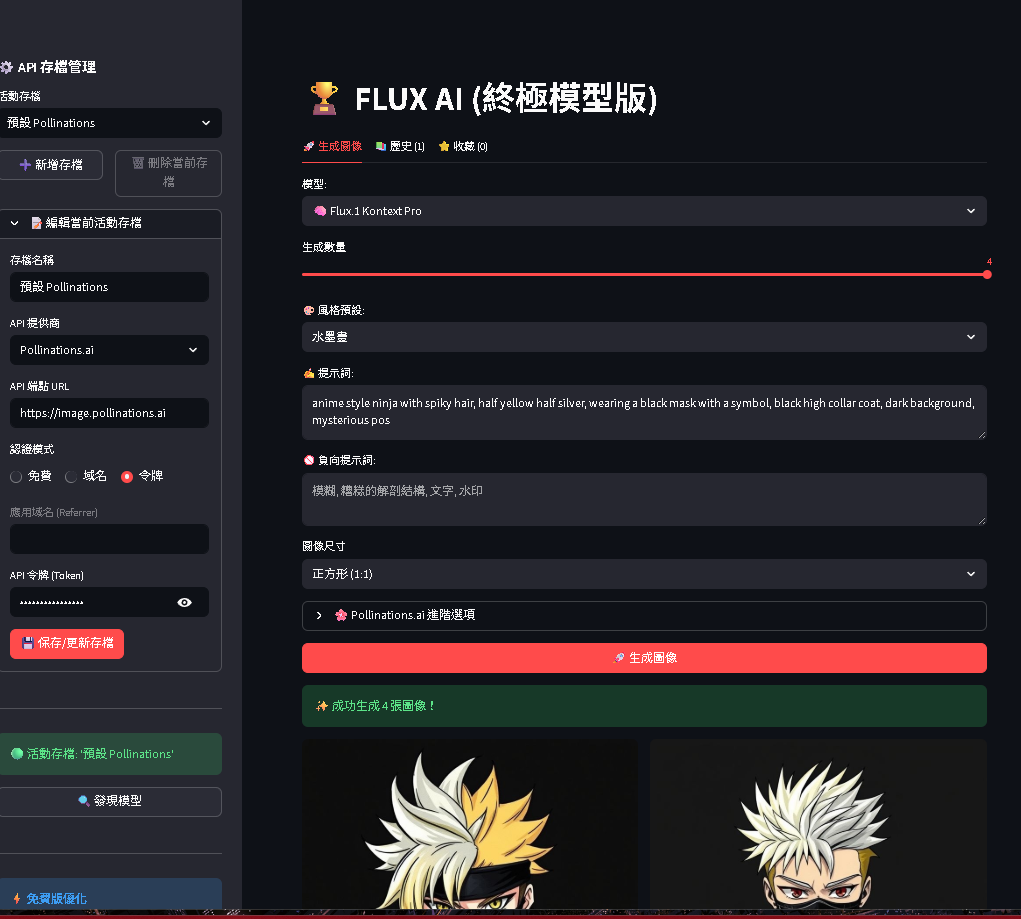 API 存檔管理
活動存檔
預設 Pollinations
新增存檔
刪除當前存
檔
編輯當前活動存檔
存檔名稱
預設 Pollinations
API 提供商
Pollinations.ai
API 端點 URL
https://image.pollinations.ai
認證模式
免費 域名 令牌
應用域名 (Referrer)
API 令牌 (Token)
保存/更新存檔
活動存檔: '預設 Pollinations'
發現模型
免費版優化
FLUX AI (終極模型版)
生成圖像 歷史 (1) 收藏 (0)
模型:
Flux.1 Kontext Pro
生成數量
4
風格預設:
水墨畫
提示詞:
anime style ninja with spiky hair, half yellow half silver, wearing a black mask with a symbol, black high collar coat, dark background,
mysterious pos
負向提示詞:
模糊, 糟糕的解剖結構, 文字, 水印
圖像尺寸
正方形 (1:1)
Pollinations.ai 進階選項
生成圖像
成功生成 4 張圖像！